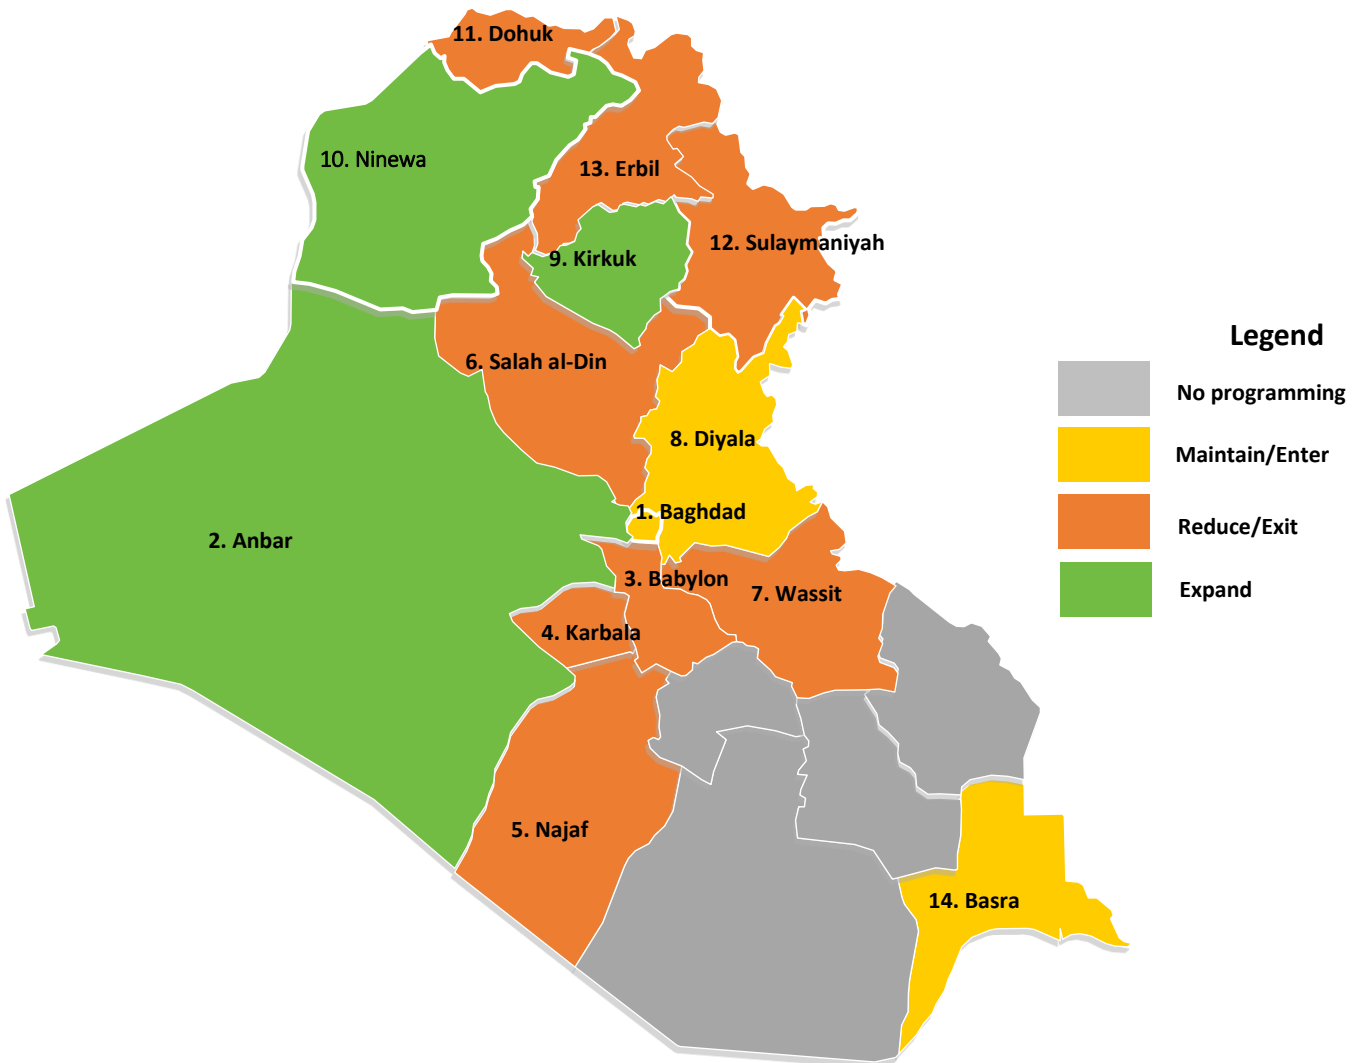 11. Dohuk
10. Ninewa
13. Erbil
12. Sulaymaniyah
9. Kirkuk
6. Salah al-Din
8. Diyala
1. Baghdad
2. Anbar
3. Babylon
7. Wassit
4. Karbala
5. Najaf
14. Basra
Legend
No programming
Maintain/Enter
Reduce/Exit
Expand